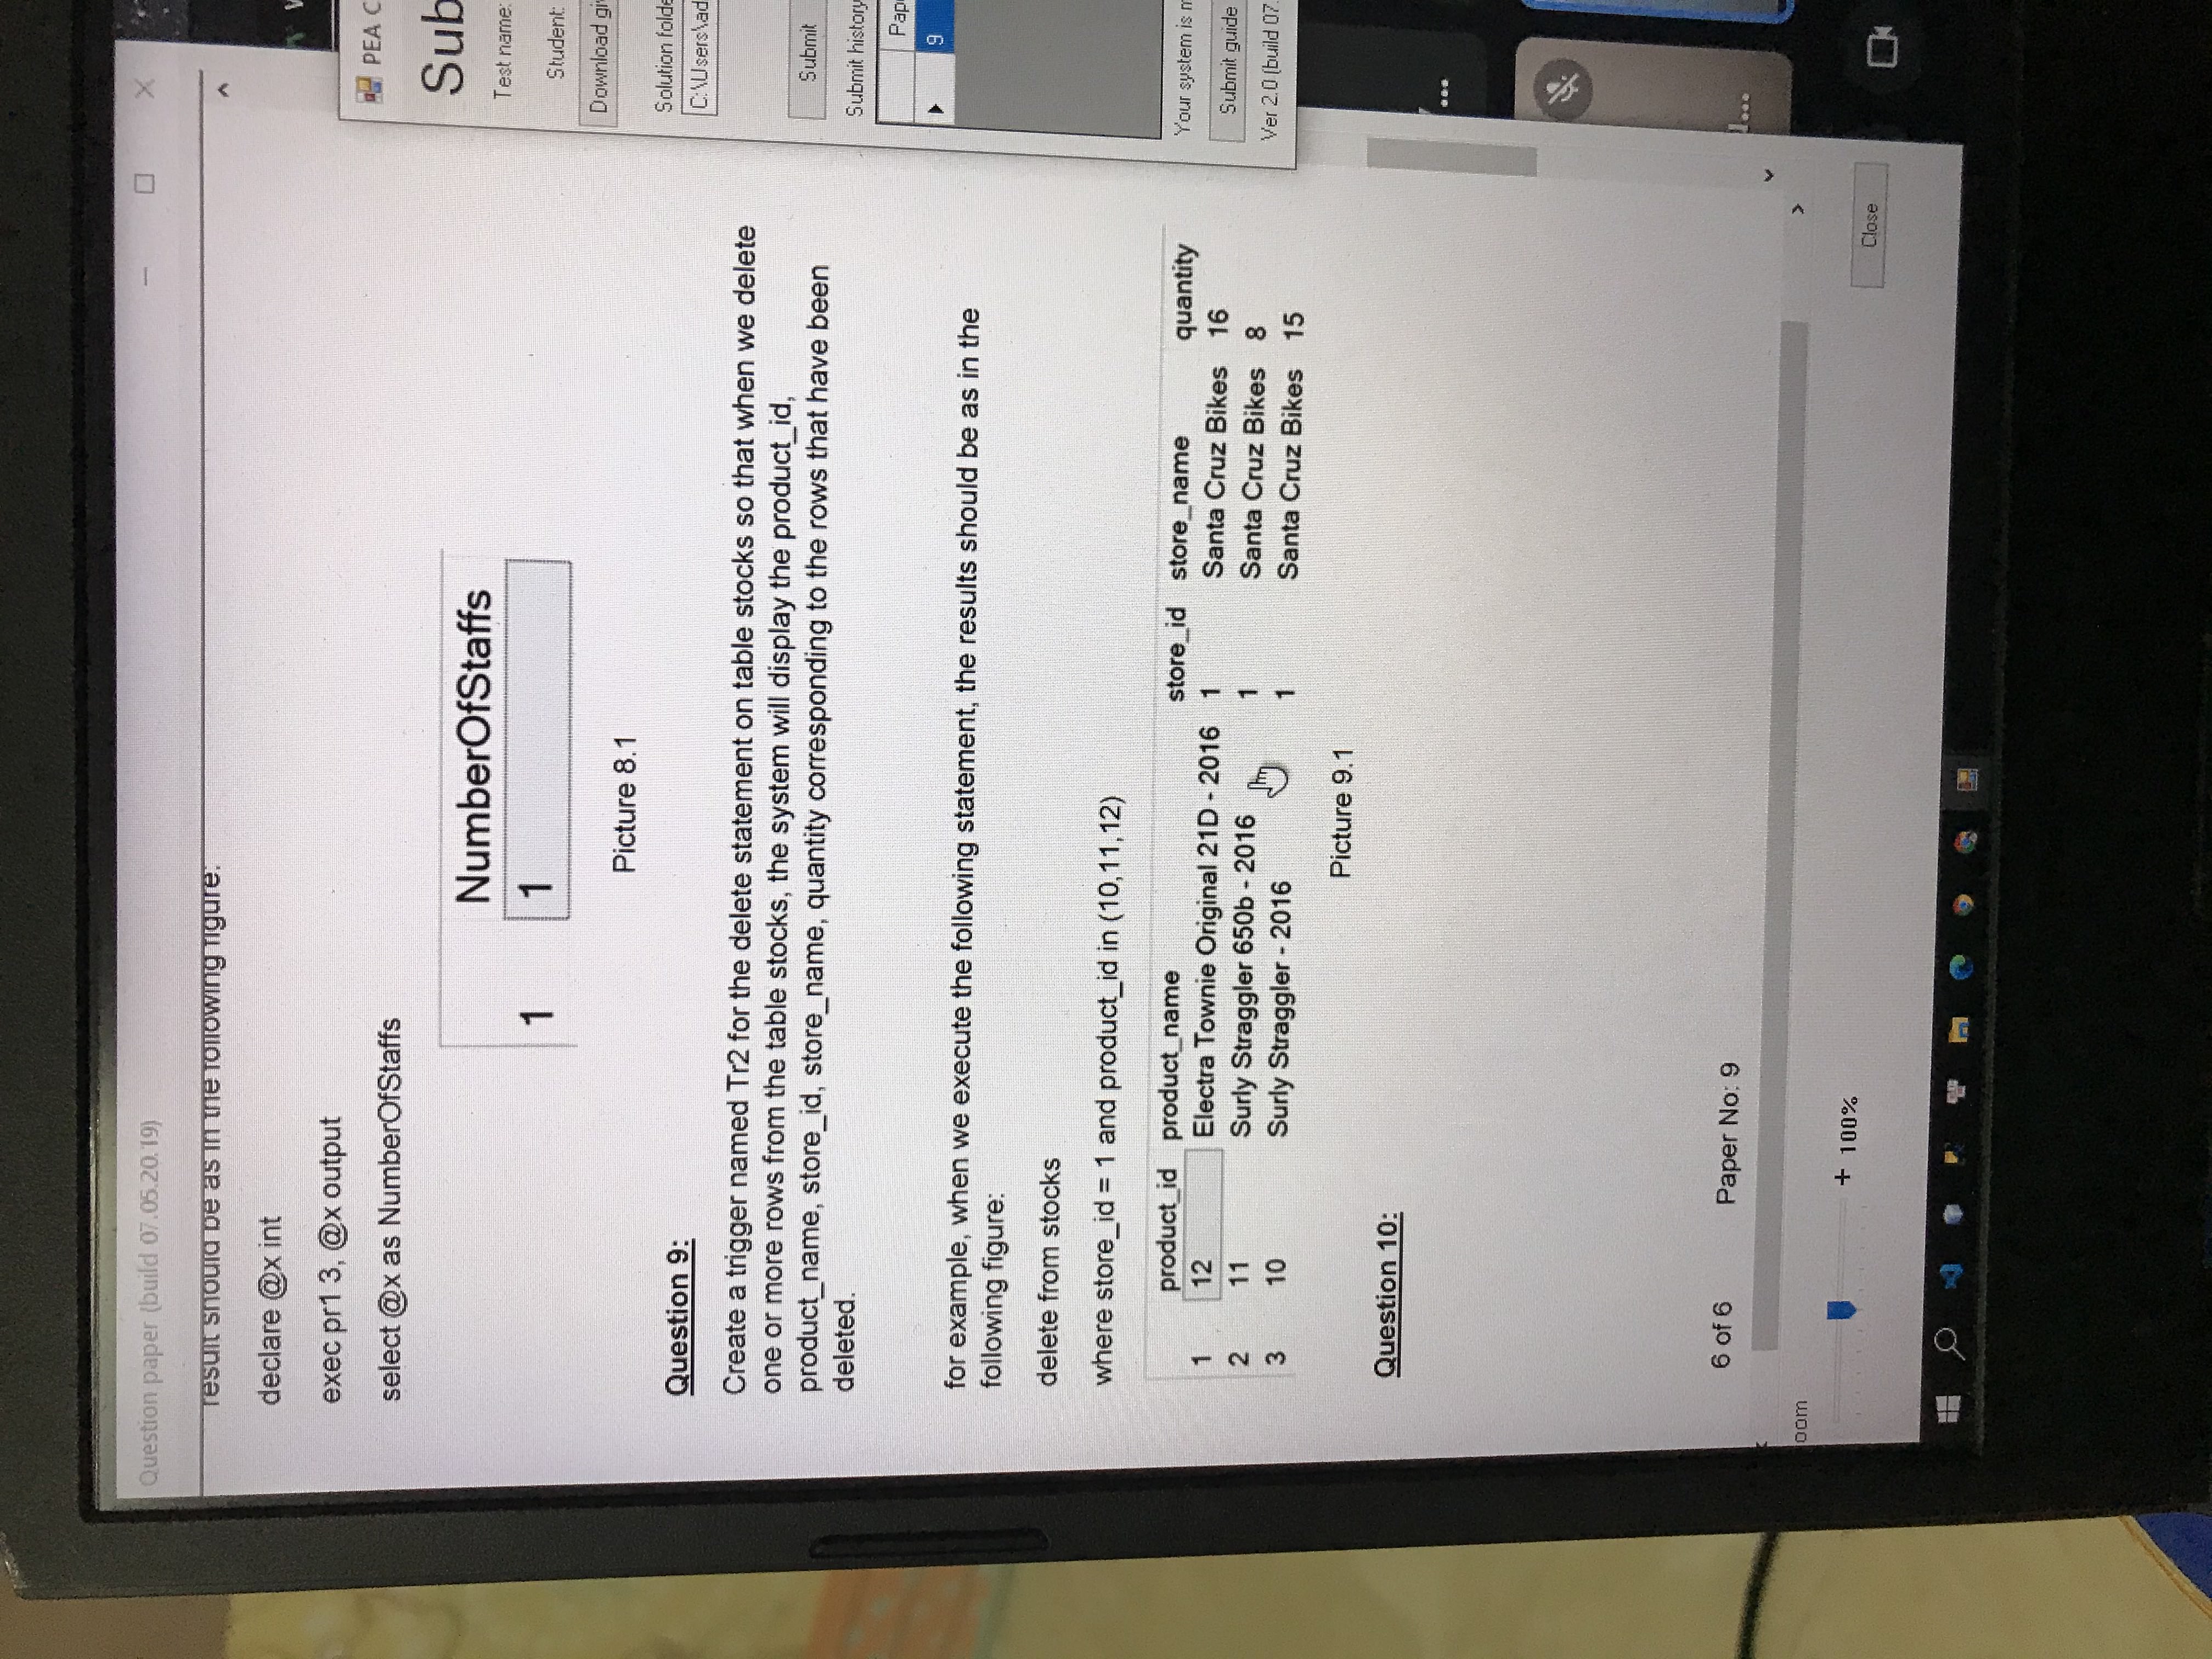 Question paper (build 07.05.20.19)
result should be as in the following figure:
declare @x int
exec pr1 3, @x output
select @x as NumberOfStaffs
NumberOfStaffs
1 1
Picture 8.1
Question 9:
Create a trigger named Tr2 for the delete statement on table stocks so that when we delete
one or more rows from the table stocks, the system will display the product_id,
product_name, store_id, store_name, quantity corresponding to the rows that have been
deleted.
for example, when we execute the following statement, the results should be as in the
following figure:
delete from stocks
where store_id = 1 and product_id in (10,11,12)
product_id product_name store_id store_name quantity
1 12 Electra Townie Original 21D - 2016 1 Santa Cruz Bikes 16
2 11 Surly Straggler 650b - 2016 1 Santa Cruz Bikes 8
3 10 Surly Straggler - 2016 1 Santa Cruz Bikes 15
Picture 9.1
Question 10:
6 of 6 Paper No: 9
oom
+ 100%
Close
PEA C
Sub
Test name:
Student:
Download gi
Solution folde
C:\Users\ad
Submit
Submit history
Pap
9
Your system is m
Submit guide
Ver 2.0 (build 07.